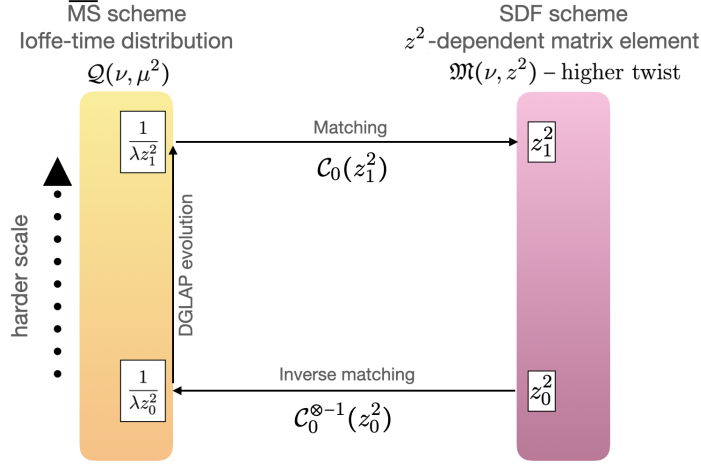 M̅S̅ scheme
Ioffe-time distribution
𝒬(ν, μ²)
SDF scheme
z²-dependent matrix element
𝔐(ν, z²) – higher twist
1/λz₁²
Matching
𝒞₀(z₁²)
z₁²
harder scale
DGLAP evolution
1/λz₀²
Inverse matching
𝒞₀^{⊗−1}(z₀²)
z₀²